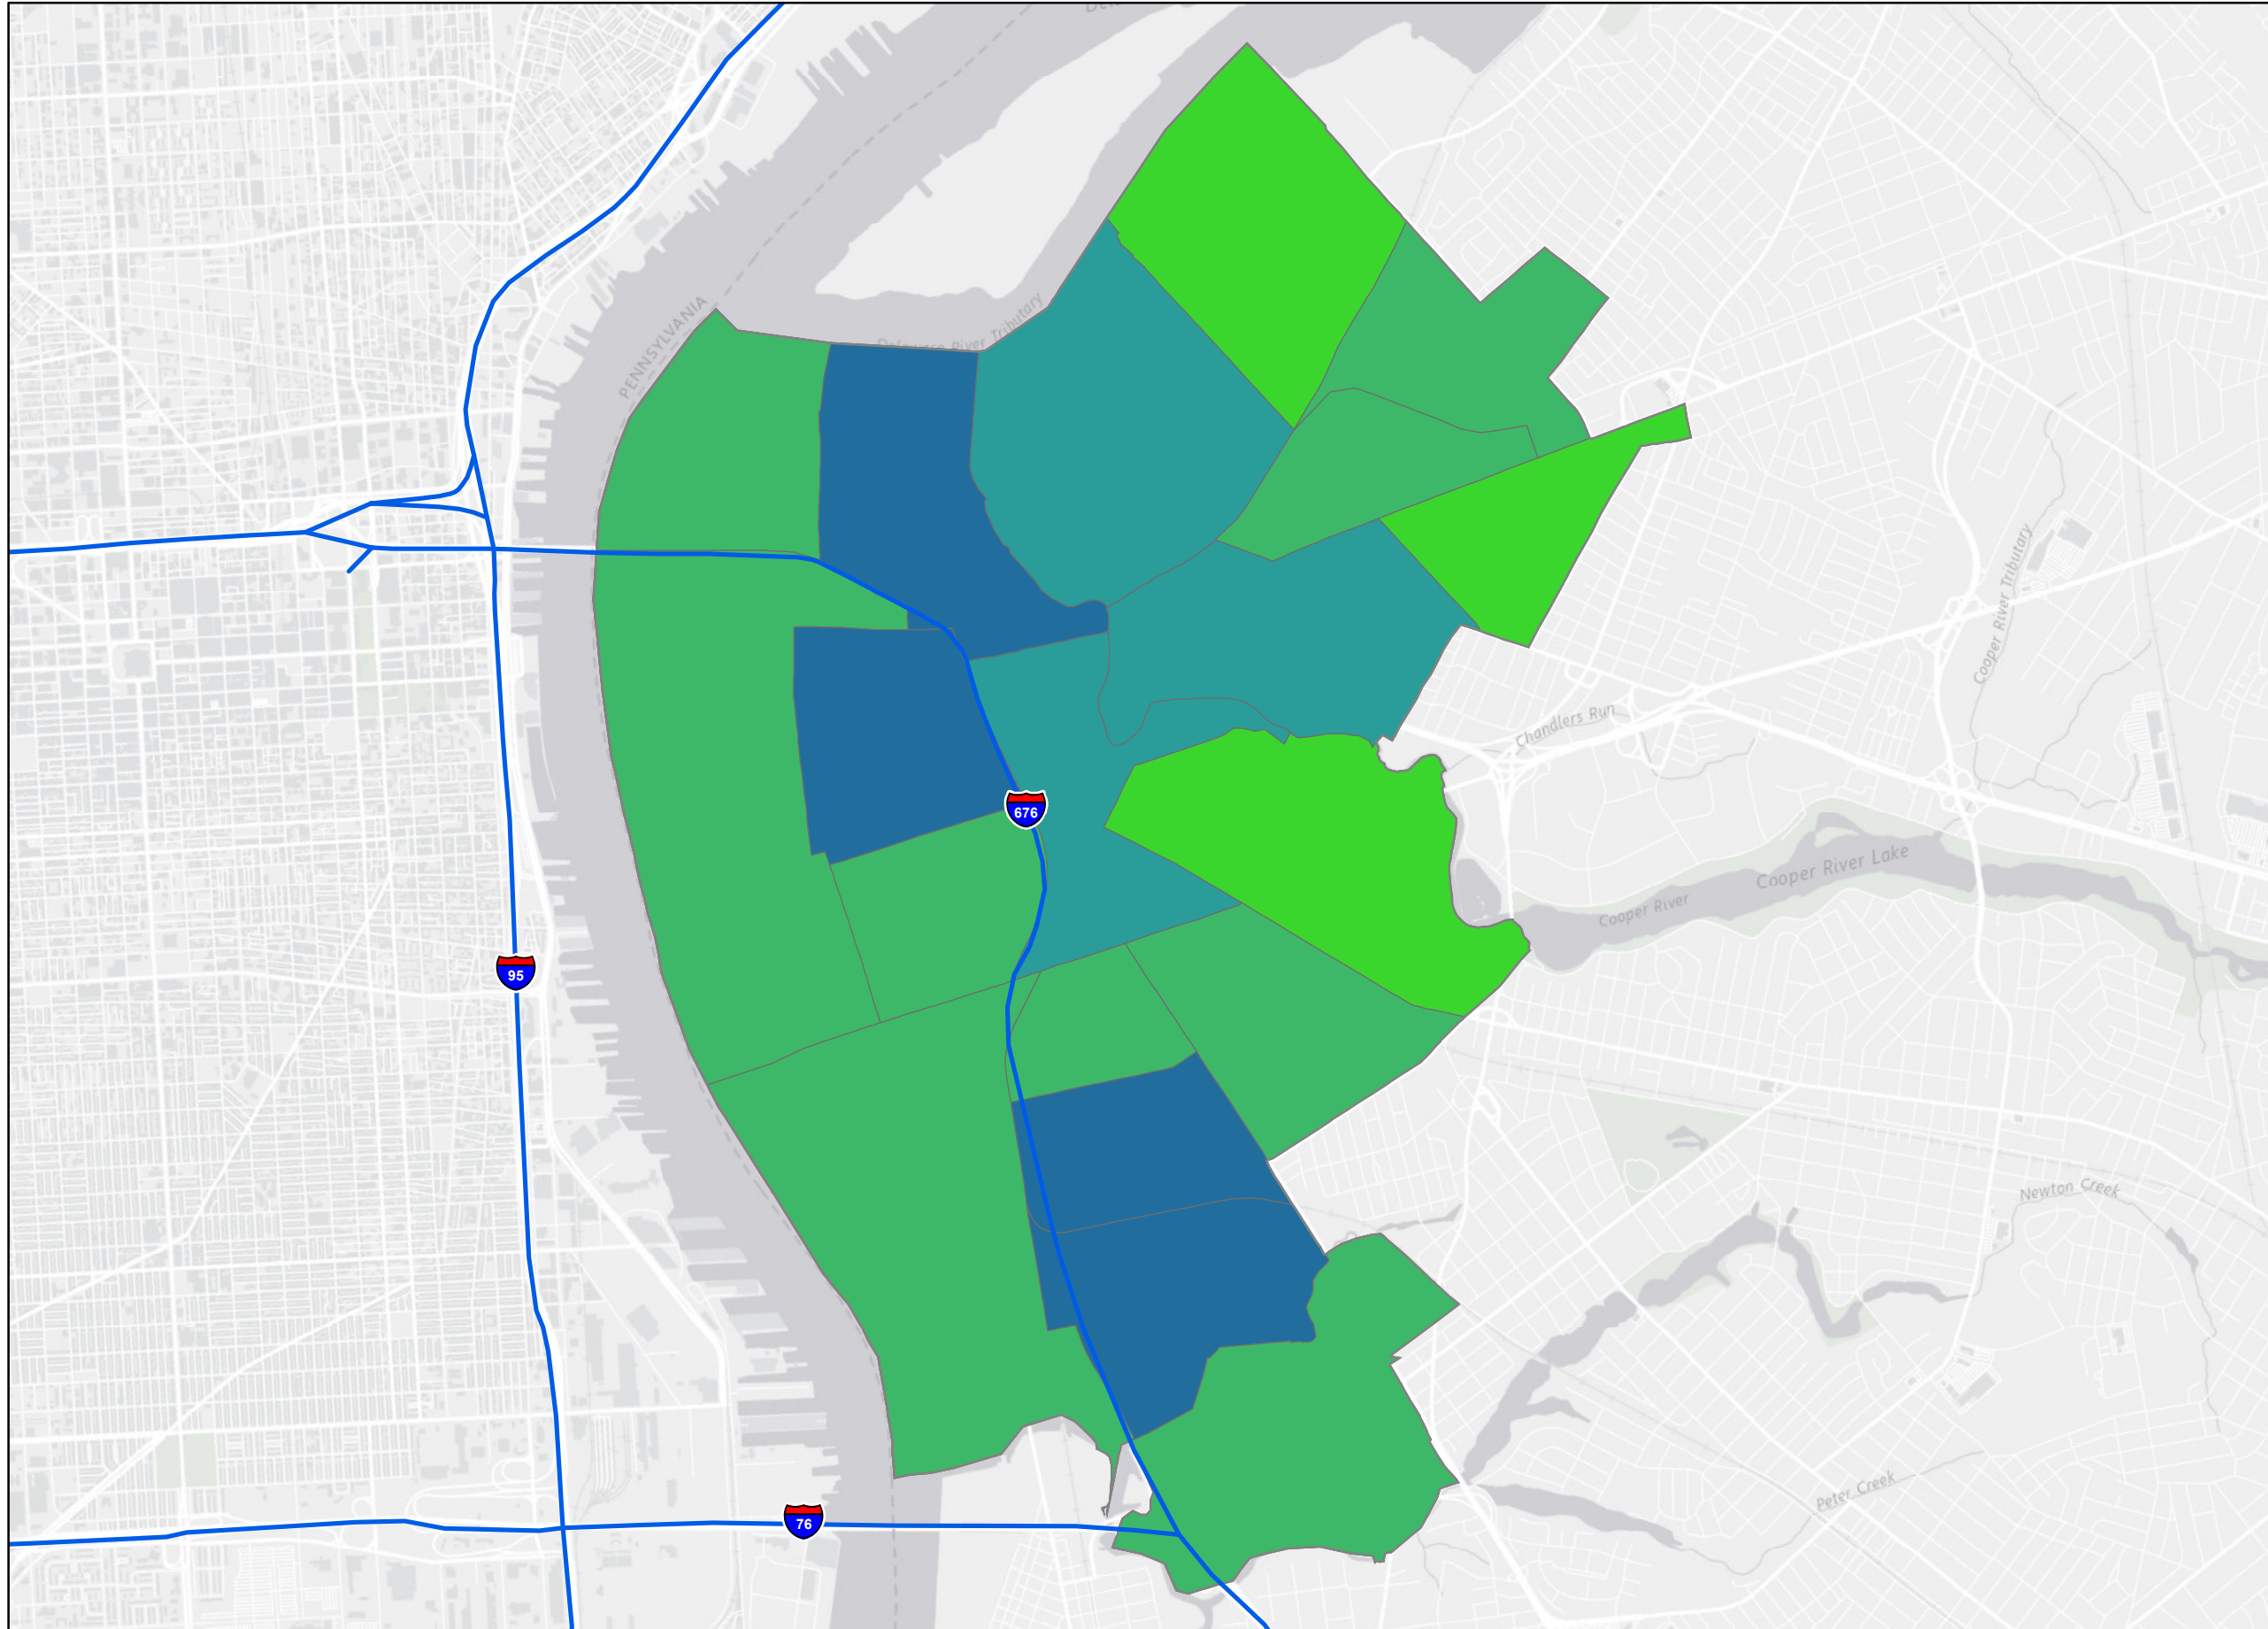 PENNSYLVANIA
Delaware River Tributary
Cooper River Tributary
Chandlers Run
676
Cooper River Lake
Cooper River
95
Newton Creek
Peter Creek
76